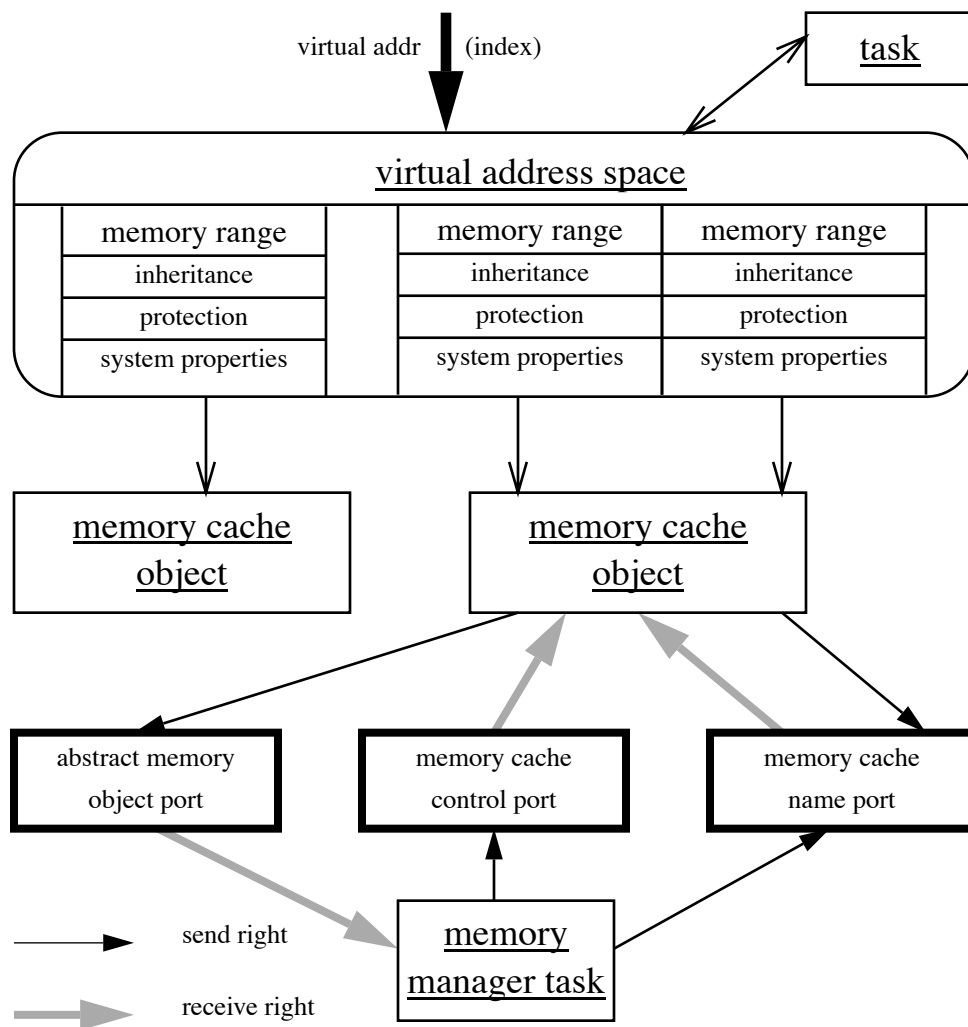 virtual addr (index)
task
virtual address space
memory range memory range memory range
inheritance inheritance inheritance
protection protection protection
system properties system properties system properties
memory cache
object
memory cache
object
abstract memory
object port
memory cache
control port
memory cache
name port
send right
receive right
memory
manager task